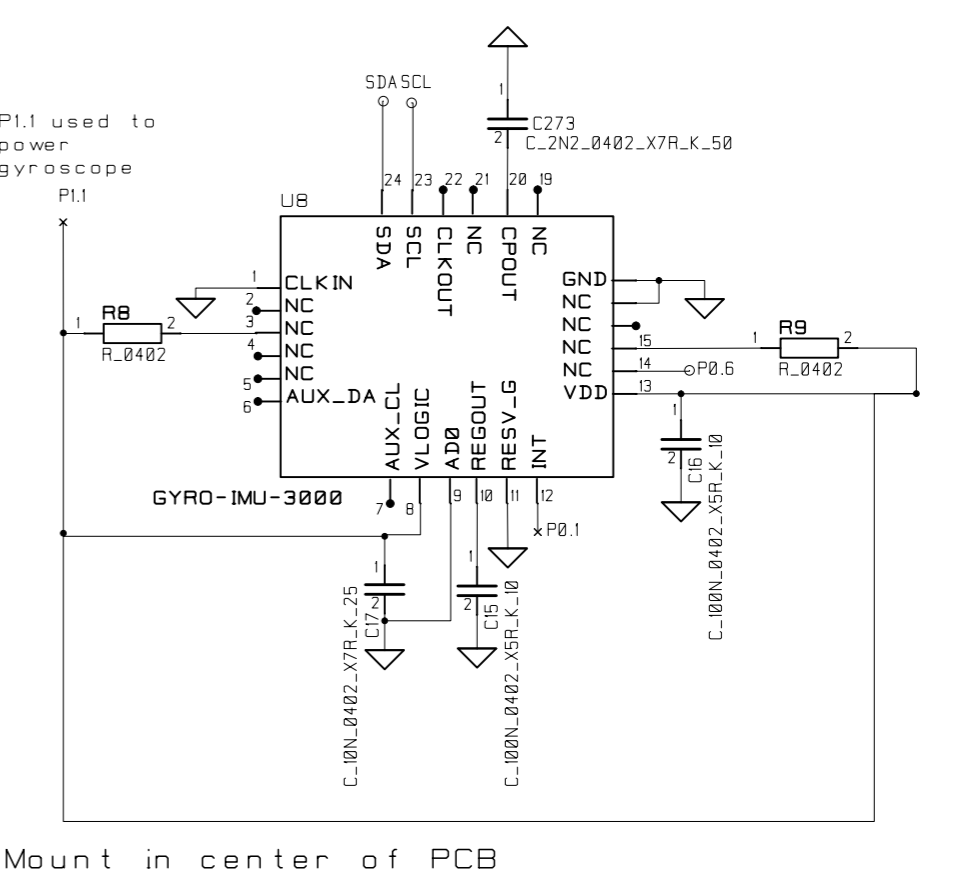 P1.1 used to
power
gyroscope
P1.1
SDA SCL
1
C273
2
C_2N2_0402_X7R_K_50
U8
24 23 22 21 20 19
SDA
SCL
CLKOUT
NC
CPOUT
NC
1 CLKIN
2 NC
3 NC
4 NC
5 NC
6 AUX_DA
R8
1 2
R_0402
GND
NC
NC
NC
NC
VDD
15
14
13
P0.6
R9
1 2
R_0402
AUX_CL
VLOGIC
AD0
REGOUT
RESV_G
INT
GYRO-IMU-3000
7 8 9 10 11 12
P0.1
1
2
C16
C_100N_0402_X5R_K_10
1
2
C17
C_10N_0402_X7R_K_25
1
2
C15
C_100N_0402_X5R_K_10
Mount in center of PCB